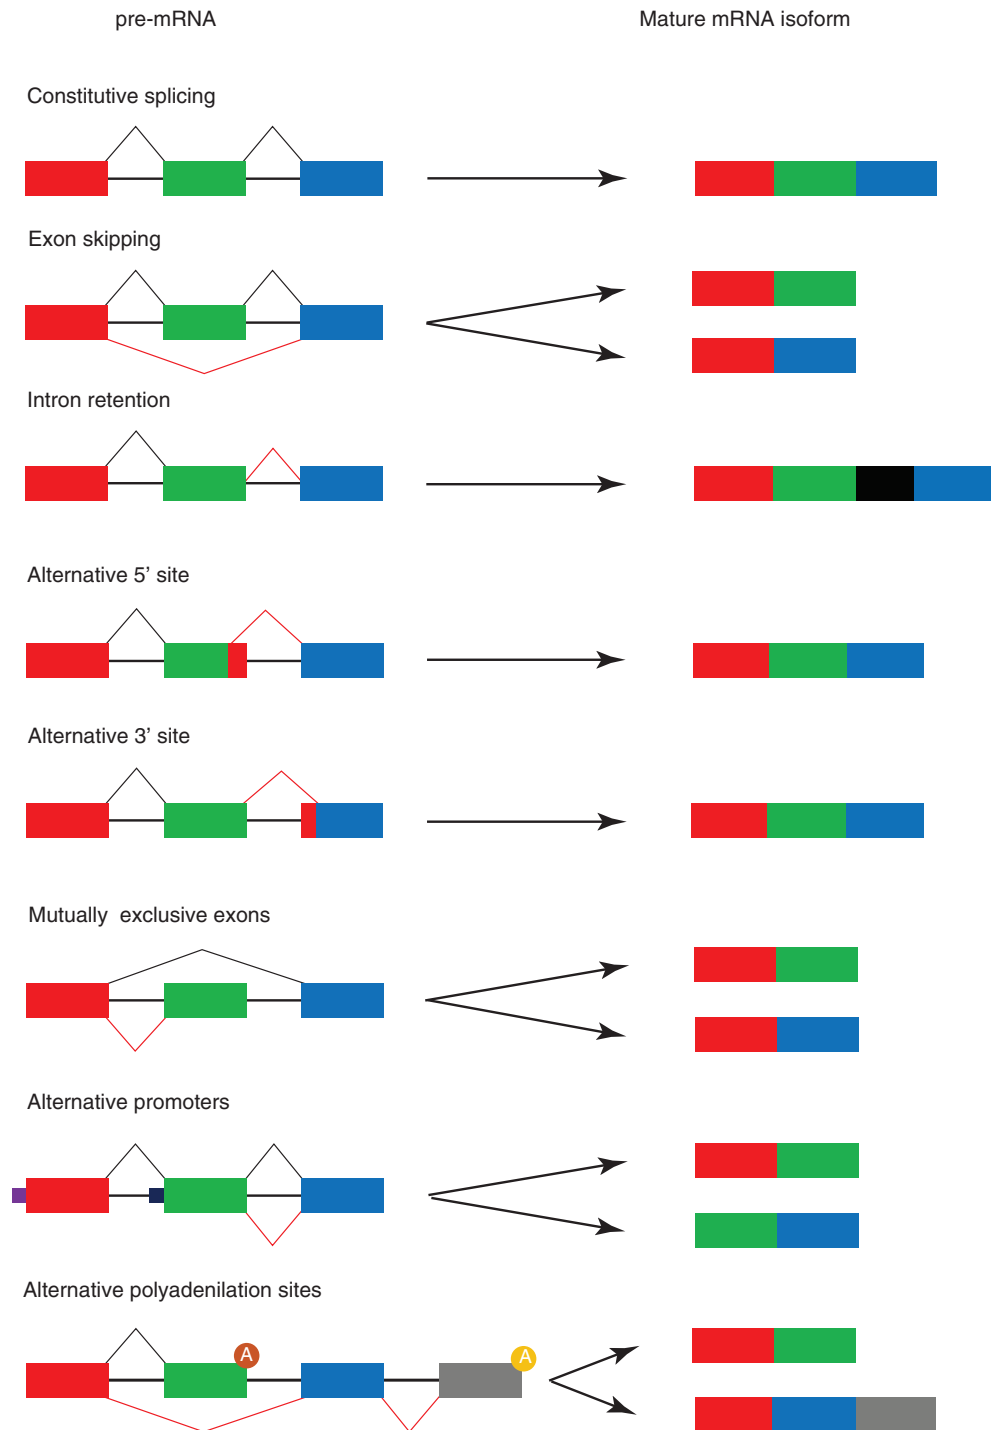 pre-mRNA
Mature mRNA isoform
Constitutive splicing
Exon skipping
Intron retention
Alternative 5’ site
Alternative 3’ site
Mutually  exclusive exons
Alternative promoters
Alternative polyadenilation sites
A
A